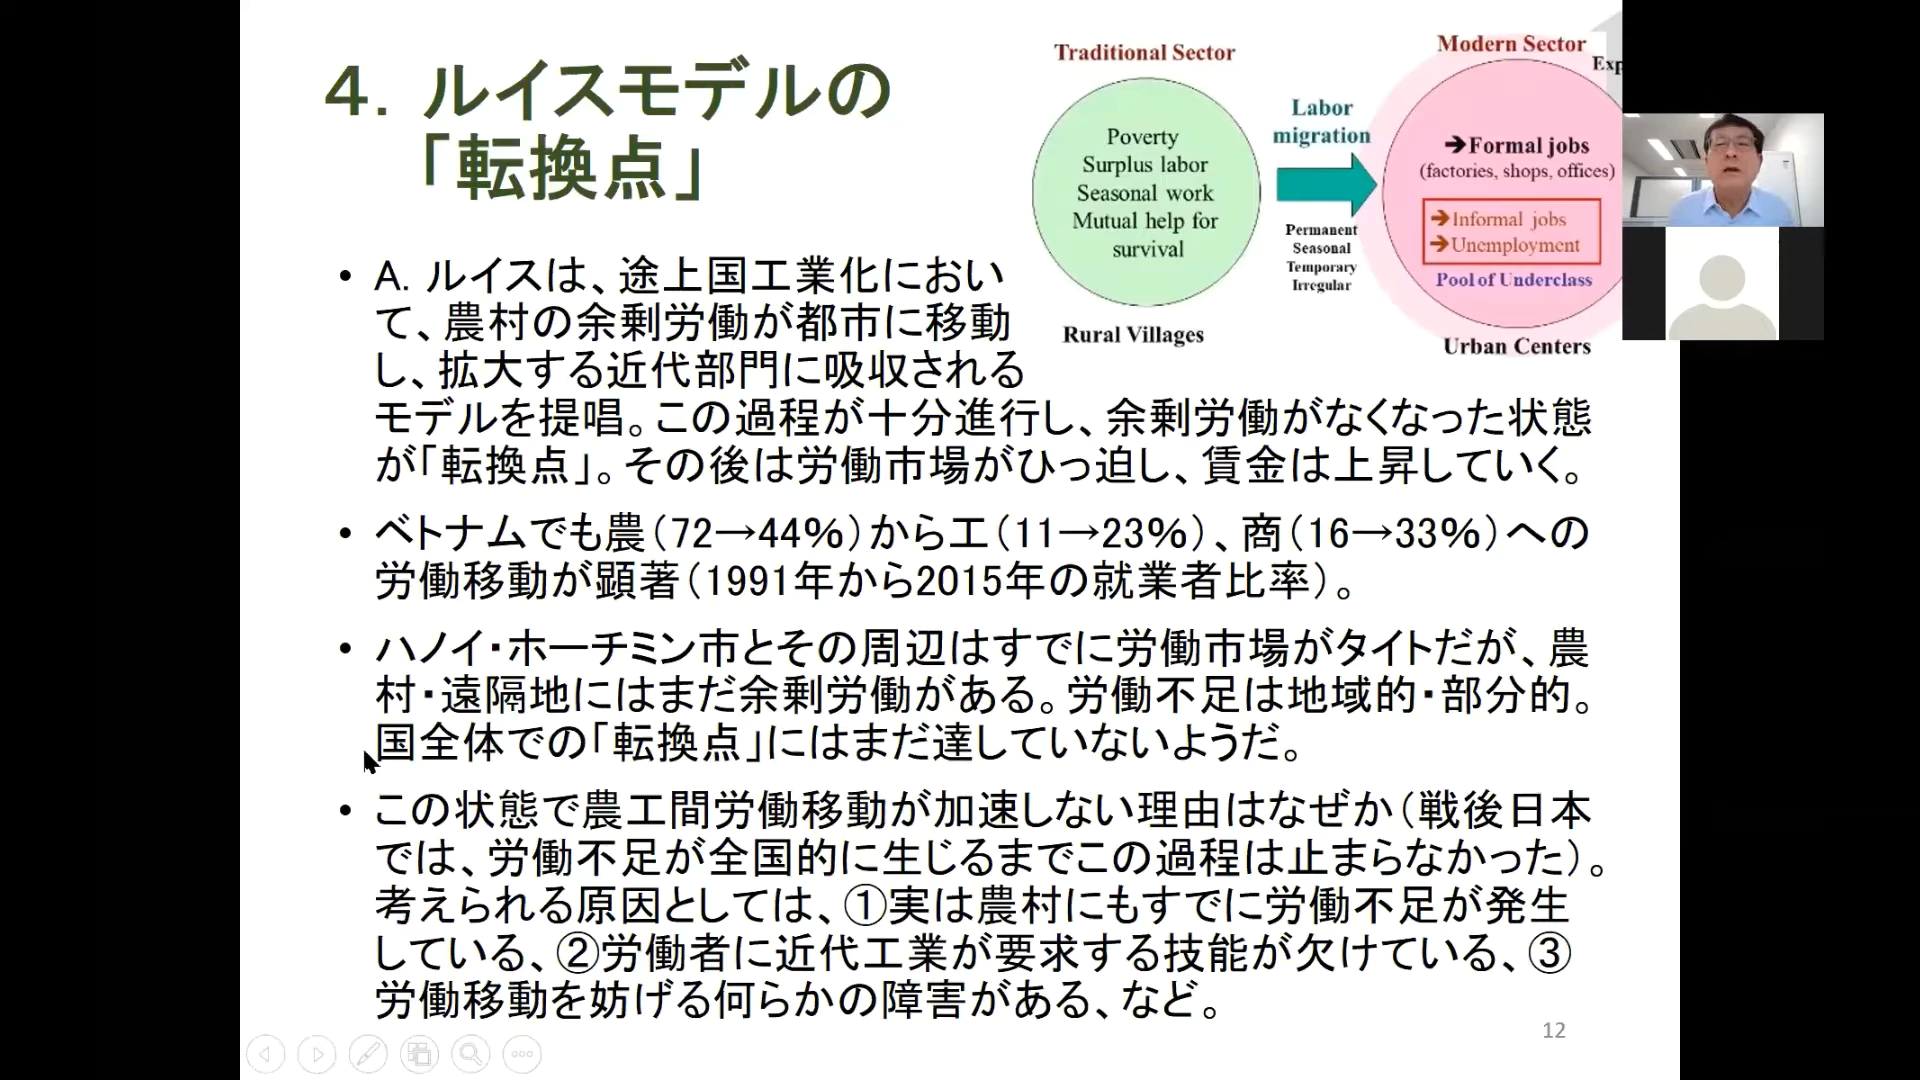 ４．ルイスモデルの
「転換点」
Traditional Sector
Poverty
Surplus labor
Seasonal work
Mutual help for
survival
Rural Villages
Labor
migration
Permanent
Seasonal
Temporary
Irregular
Modern Sector
➔Formal jobs
(factories, shops, offices)
➔Informal jobs
➔Unemployment
Pool of Underclass
Urban Centers
• A. ルイスは、途上国工業化におい
て、農村の余剰労働が都市に移動
し、拡大する近代部門に吸収される
モデルを提唱。この過程が十分進行し、余剰労働がなくなった状態
が「転換点」。その後は労働市場がひっ迫し、賃金は上昇していく。
• ベトナムでも農（72→44％）から工（11→23％）、商（16→33％）への
労働移動が顕著（1991年から2015年の就業者比率）。
• ハノイ・ホーチミン市とその周辺はすでに労働市場がタイトだが、農
村・遠隔地にはまだ余剰労働がある。労働不足は地域的・部分的。
国全体での「転換点」にはまだ達していないようだ。
• この状態で農工間労働移動が加速しない理由はなぜか（戦後日本
では、労働不足が全国的に生じるまでこの過程は止まらなかった）。
考えられる原因としては、①実は農村にもすでに労働不足が発生
している、②労働者に近代工業が要求する技能が欠けている、③
労働移動を妨げる何らかの障害がある、など。
12